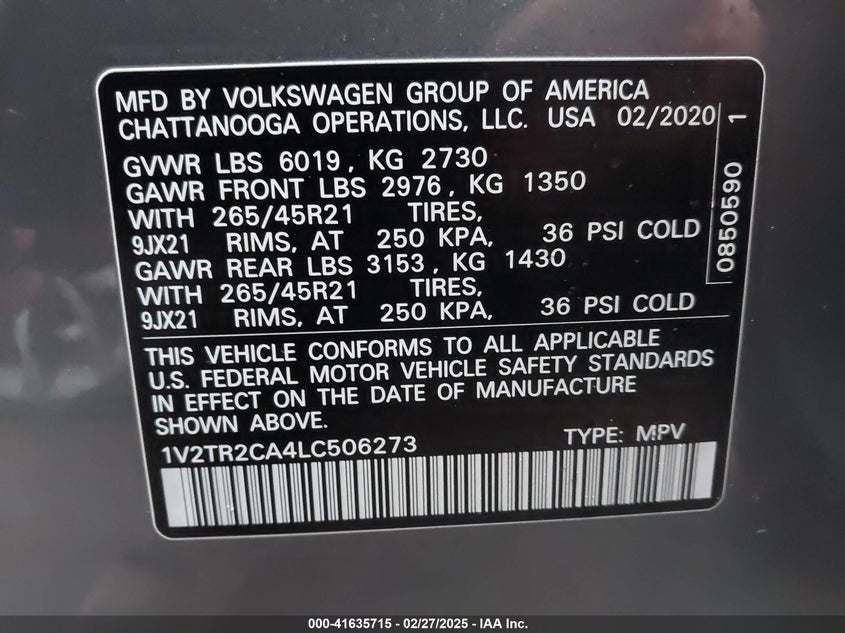 MFD BY VOLKSWAGEN GROUP OF AMERICA
CHATTANOOGA OPERATIONS, LLC. USA 02/2020
GVWR LBS 6019, KG 2730
GAWR FRONT LBS 2976, KG 1350
WITH 265/45R21 TIRES,
9JX21 RIMS, AT 250 KPA, 36 PSI COLD
GAWR REAR LBS 3153, KG 1430
WITH 265/45R21 TIRES,
9JX21 RIMS, AT 250 KPA, 36 PSI COLD
0850590 1
THIS VEHICLE CONFORMS TO ALL APPLICABLE
U.S. FEDERAL MOTOR VEHICLE SAFETY STANDARDS
IN EFFECT ON THE DATE OF MANUFACTURE
SHOWN ABOVE.
1V2TR2CA4LC506273 TYPE: MPV
000-41635715 - 02/27/2025 - IAA Inc.